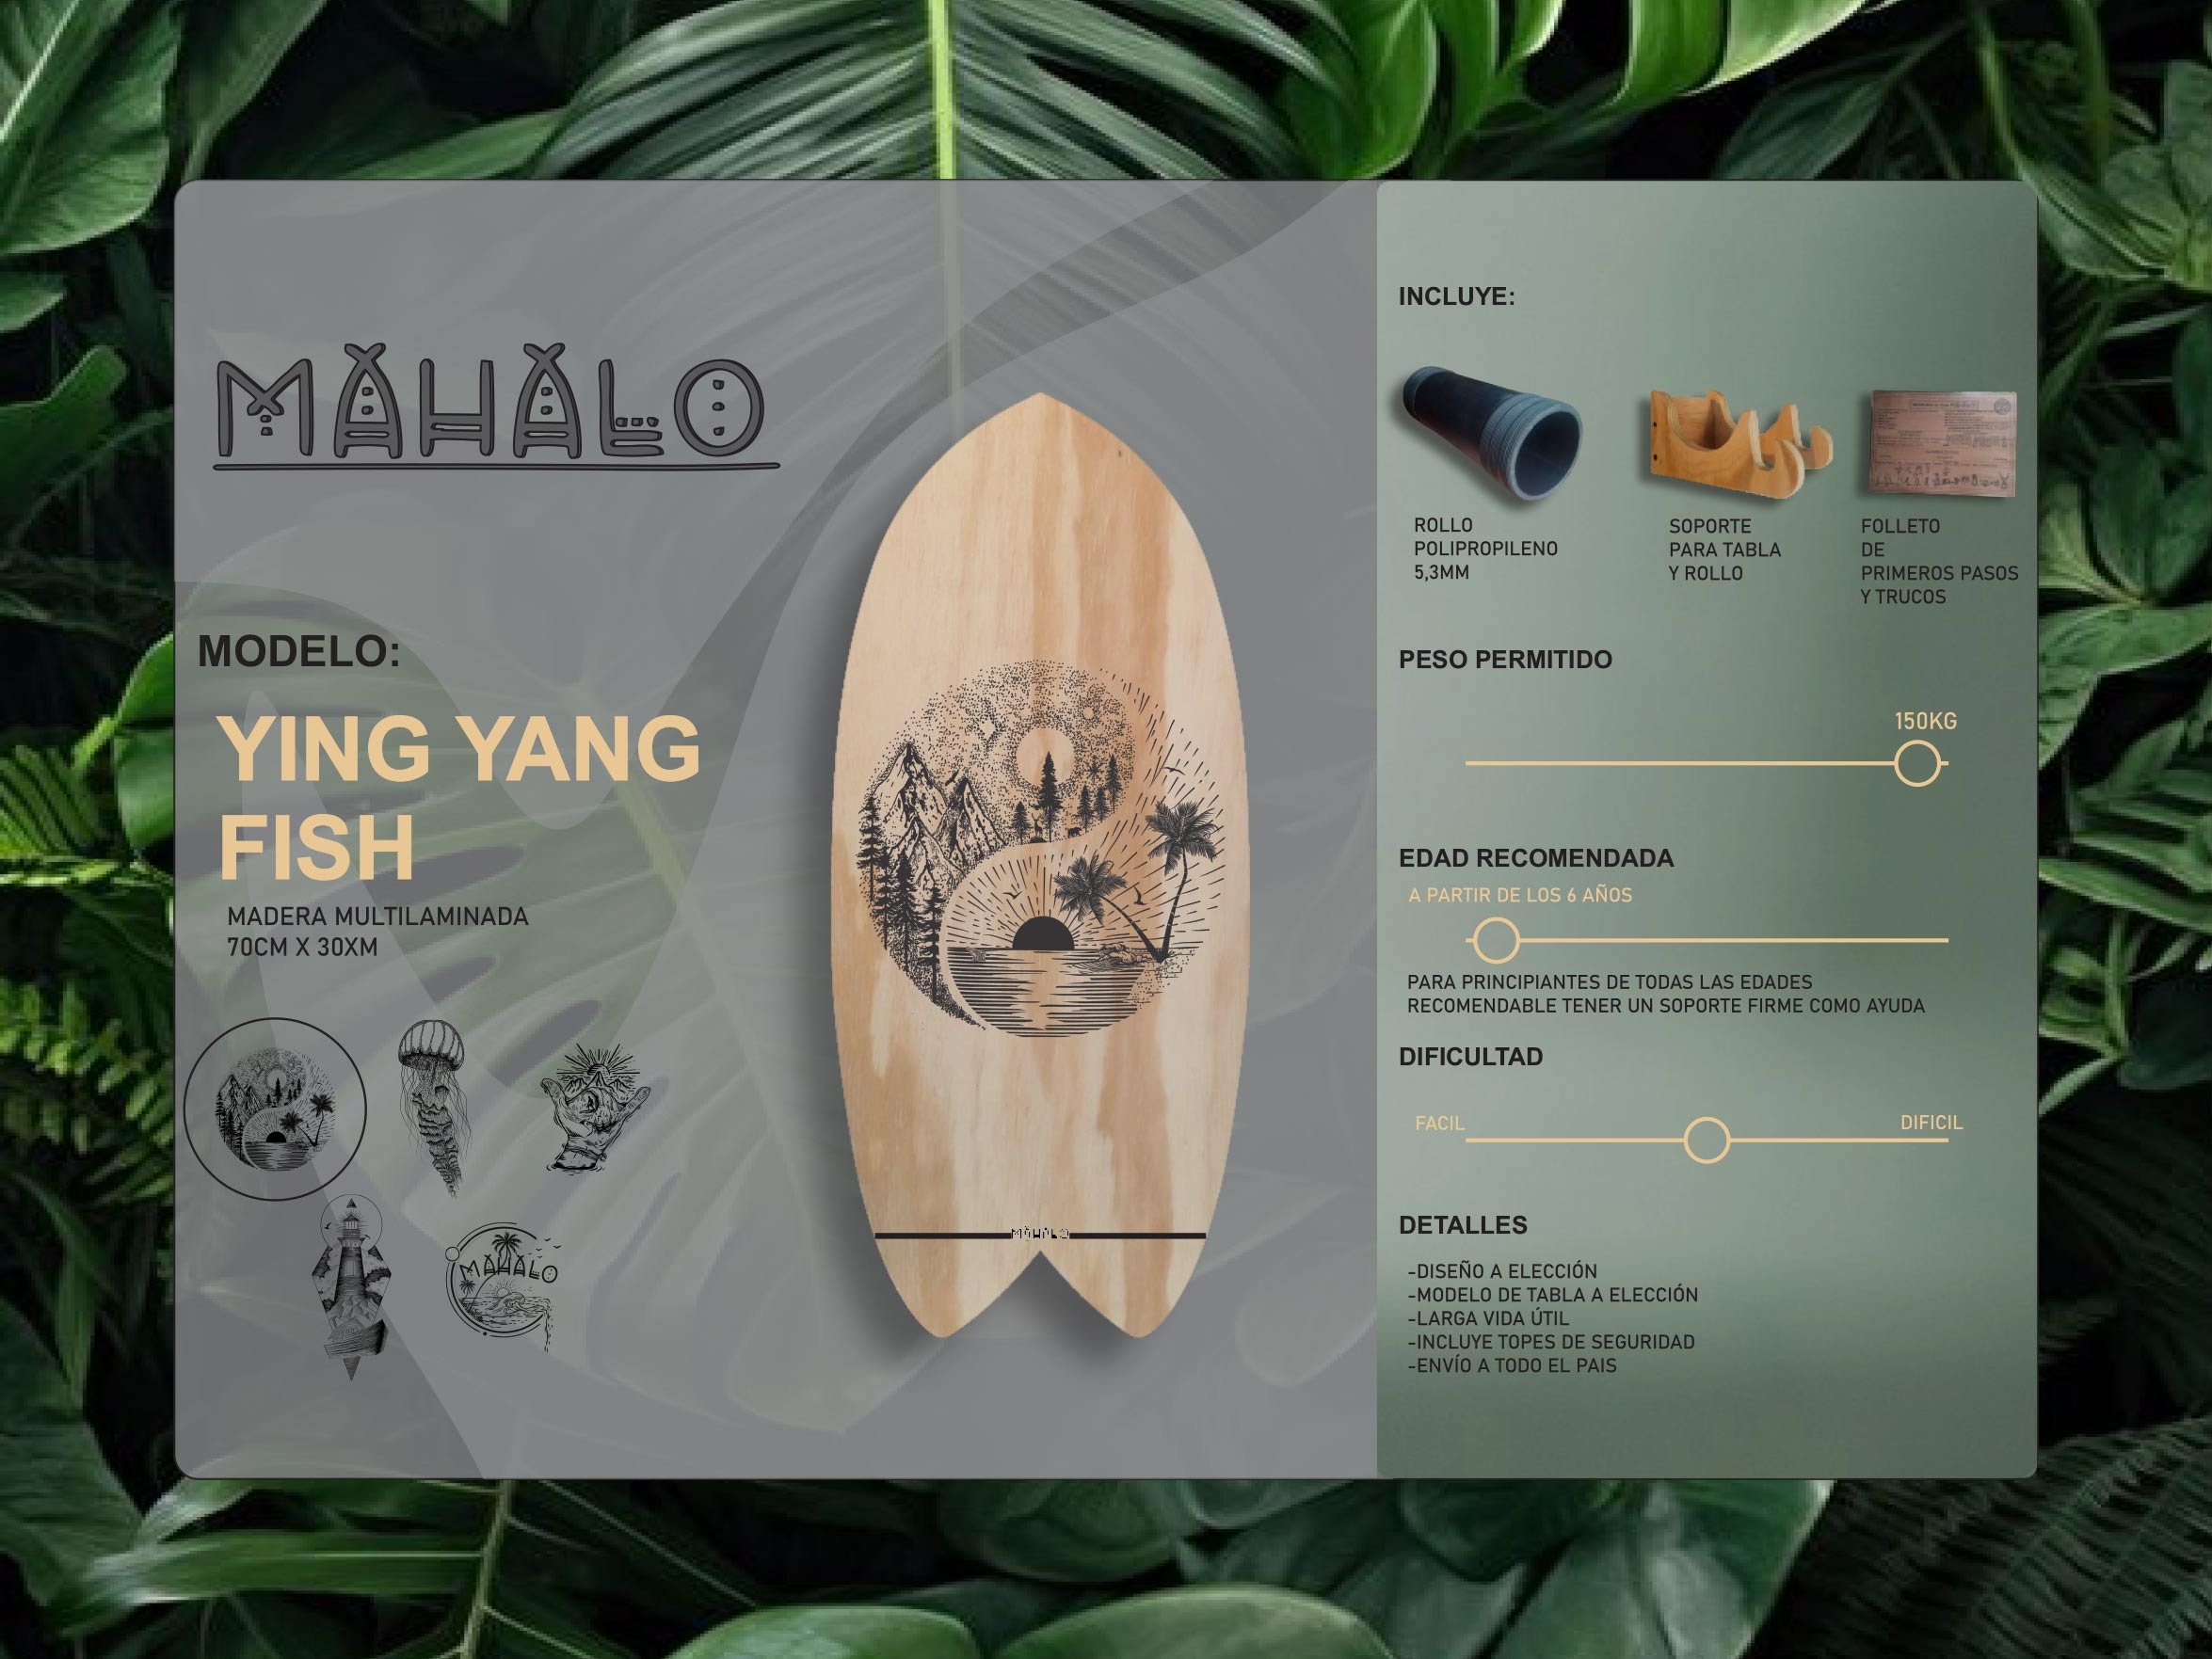 MAHALO
MODELO:
YING YANG
FISH
MADERA MULTILAMINADA
70CM X 30XM
MAHALO
MAHALO
INCLUYE:
ROLLO
POLIPROPILENO
5,3MM
SOPORTE
PARA TABLA
Y ROLLO
FOLLETO
DE
PRIMEROS PASOS
Y TRUCOS
PESO PERMITIDO
150KG
EDAD RECOMENDADA
A PARTIR DE LOS 6 AÑOS
PARA PRINCIPIANTES DE TODAS LAS EDADES
RECOMENDABLE TENER UN SOPORTE FIRME COMO AYUDA
DIFICULTAD
FACIL
DIFICIL
DETALLES
-DISEÑO A ELECCIÓN
-MODELO DE TABLA A ELECCIÓN
-LARGA VIDA ÚTIL
-INCLUYE TOPES DE SEGURIDAD
-ENVÍO A TODO EL PAIS